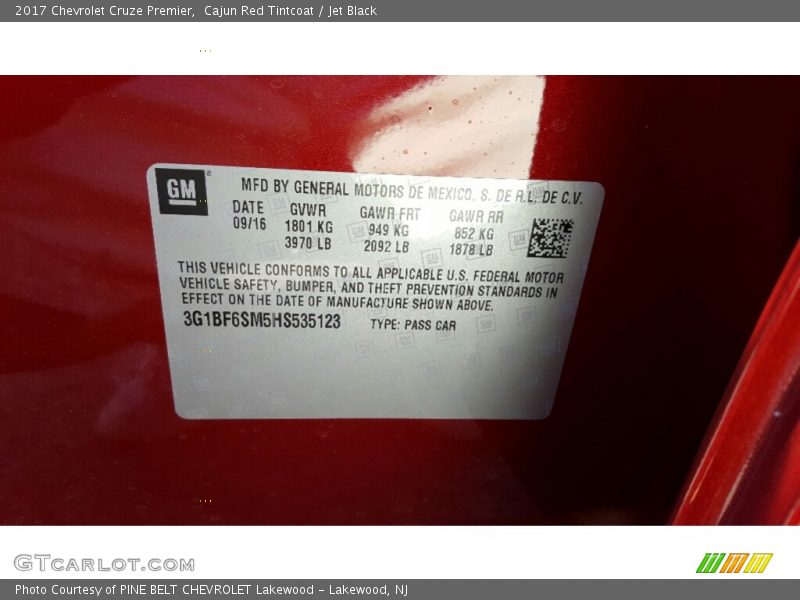 2017 Chevrolet Cruze Premier,  Cajun Red Tintcoat / Jet Black
GM
MFD BY GENERAL MOTORS DE MEXICO, S. DE R.L. DE C.V.
DATE GVWR GAWR FRT GAWR RR
09/16 1801 KG 949 KG 852 KG
3970 LB 2092 LB 1878 LB
THIS VEHICLE CONFORMS TO ALL APPLICABLE U.S. FEDERAL MOTOR
VEHICLE SAFETY, BUMPER, AND THEFT PREVENTION STANDARDS IN
EFFECT ON THE DATE OF MANUFACTURE SHOWN ABOVE.
3G1BF6SM5HS535123 TYPE: PASS CAR
GTCARLOT.COM
Photo Courtesy of PINE BELT CHEVROLET Lakewood - Lakewood, NJ